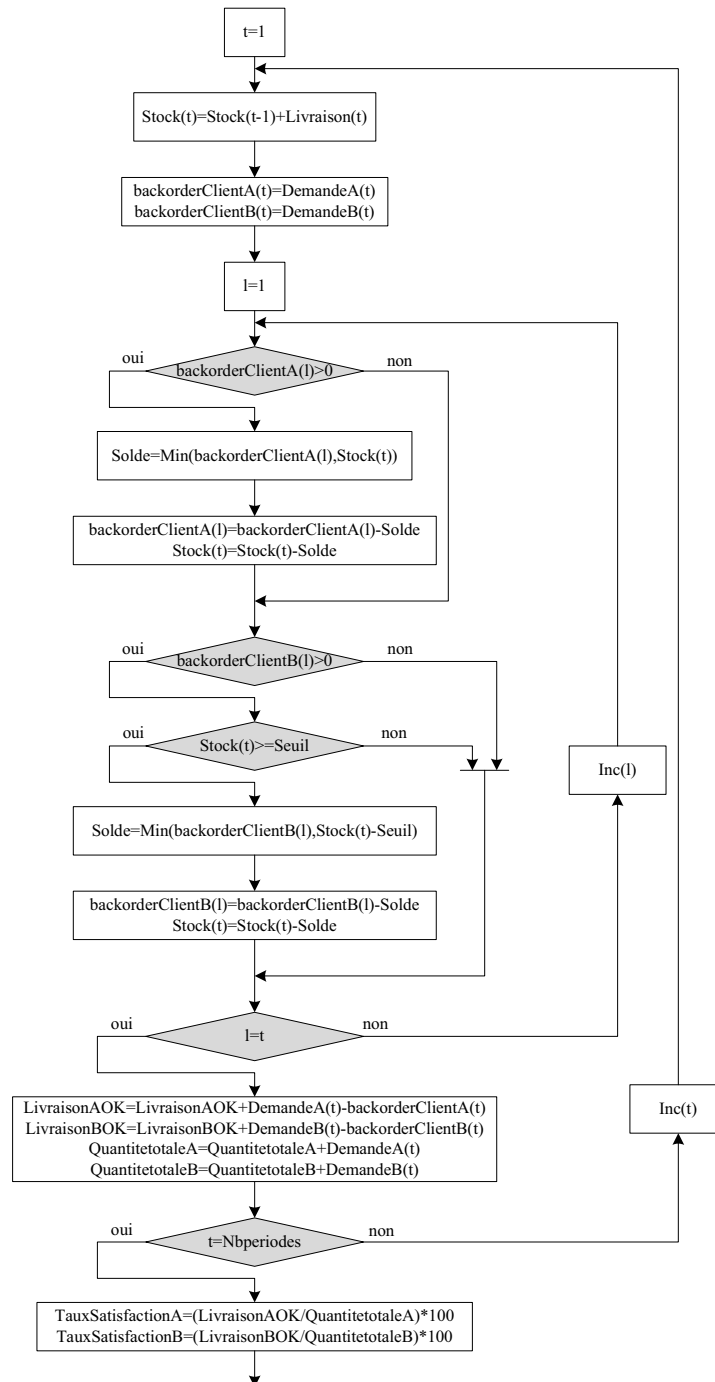 t=1
Stock(t)=Stock(t-1)+Livraison(t)
backorderClientA(t)=DemandeA(t)
backorderClientB(t)=DemandeB(t)
l=1
oui
backorderClientA(l)>0
non
Solde=Min(backorderClientA(l),Stock(t))
backorderClientA(l)=backorderClientA(l)-Solde
Stock(t)=Stock(t)-Solde
oui
backorderClientB(l)>0
non
oui
Stock(t)>=Seuil
non
Inc(l)
Solde=Min(backorderClientB(l),Stock(t)-Seuil)
backorderClientB(l)=backorderClientB(l)-Solde
Stock(t)=Stock(t)-Solde
oui
l=t
non
LivraisonAOK=LivraisonAOK+DemandeA(t)-backorderClientA(t)
LivraisonBOK=LivraisonBOK+DemandeB(t)-backorderClientB(t)
QuantitetotaleA=QuantitetotaleA+DemandeA(t)
QuantitetotaleB=QuantitetotaleB+DemandeB(t)
Inc(t)
oui
t=Nbperiodes
non
TauxSatisfactionA=(LivraisonAOK/QuantitetotaleA)*100
TauxSatisfactionB=(LivraisonBOK/QuantitetotaleB)*100